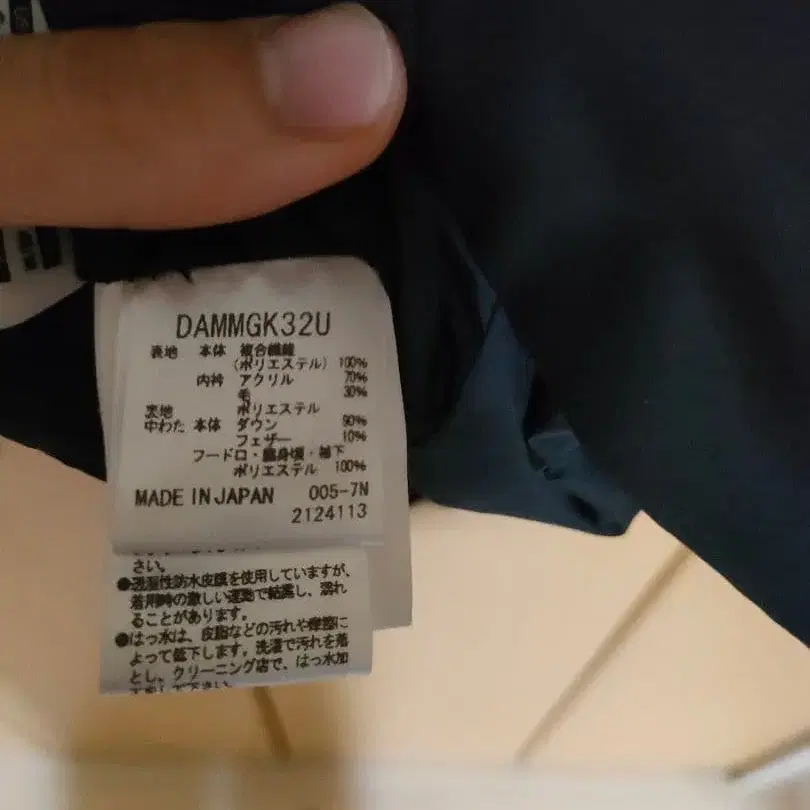 DAMMGK32U
表地 本体 複合繊維
(ポリエステル) 100%
内衿 アクリル 70%
毛 30%
裏地 ポリエステル
中わた 本体 ダウン 90%
フェザー 10%
フードロ・脇身頃・袖下
ポリエステル 100%
MADE IN JAPAN 005-7N
2124113
さい。
●透湿性防水皮膜を使用していますが、
着用時の激しい運動で結露し、濡れ
ることがあります。
●はっ水は、皮脂などの汚れや摩擦に
よって低下します。洗濯で汚れを落
とし、クリーニング店で、はっ水加